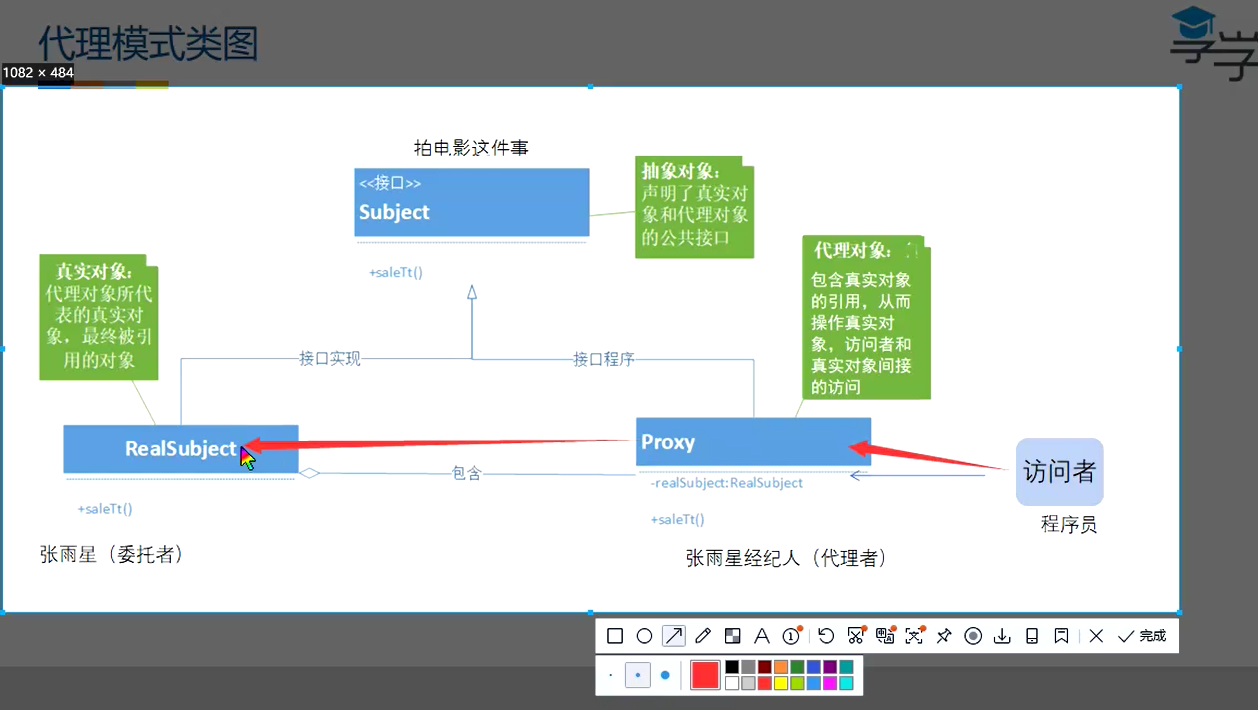 代理模式类图
享学
1082 × 484
拍电影这件事
<<接口>>
Subject
+saleTt()
抽象对象：
声明了真实对
象和代理对象
的公共接口
真实对象：
代理对象所代
表的真实对
象，最终被引
用的对象
代理对象：
包含真实对象
的引用，从而
操作真实对
象，访问者和
真实对象间接
的访问
接口实现
接口程序
RealSubject
+saleTt()
包含
Proxy
-realSubject:RealSubject
+saleTt()
访问者
程序员
张雨星（委托者）
张雨星经纪人（代理者）
完成